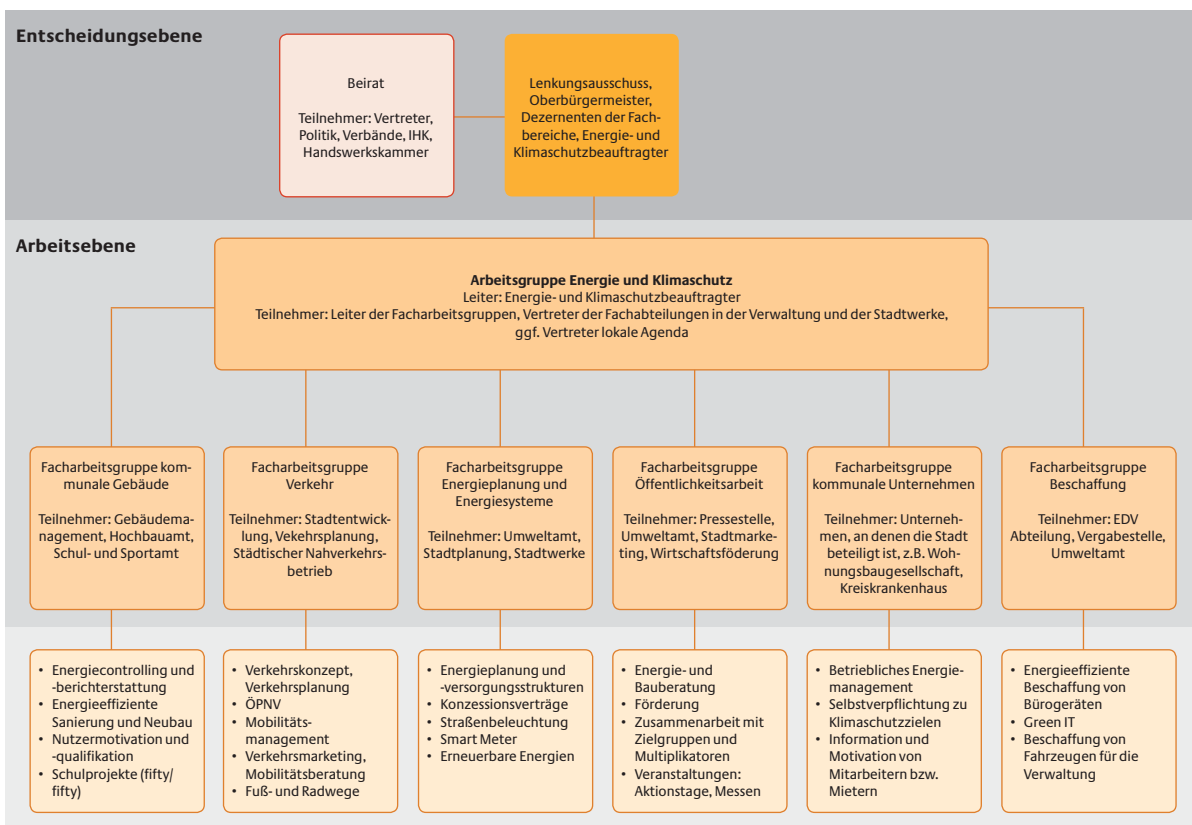 Entscheidungsebene
Beirat
Teilnehmer: Vertreter,
Politik, Verbände, IHK,
Handwerkskammer
Lenkungsausschuss,
Oberbürgermeister,
Dezernenten der Fach-
bereiche, Energie- und
Klimaschutzbeauftragter
Arbeitsebene
Arbeitsgruppe Energie und Klimaschutz
Leiter: Energie- und Klimaschutzbeauftragter
Teilnehmer: Leiter der Facharbeitsgruppen, Vertreter der Fachabteilungen in der Verwaltung und der Stadtwerke,
ggf. Vertreter lokale Agenda
Facharbeitsgruppe kom-
munale Gebäude
Teilnehmer: Gebäudema-
nagement, Hochbauamt,
Schul- und Sportamt
Facharbeitsgruppe
Verkehr
Teilnehmer: Stadtentwick-
lung, Vekehrsplanung,
Städtischer Nahverkehrs-
betrieb
Facharbeitsgruppe
Energieplanung und
Energiesysteme
Teilnehmer: Umweltamt,
Stadtplanung, Stadtwerke
Facharbeitsgruppe
Öffentlichkeitsarbeit
Teilnehmer: Pressestelle,
Umweltamt, Stadtmarke-
ting, Wirtschaftsföderung
Facharbeitsgruppe
kommunale Unternehmen
Teilnehmer: Unterneh-
men, an denen die Stadt
beteiligt ist, z.B. Woh-
nungsbaugesellschaft,
Kreiskrankenhaus
Facharbeitsgruppe
Beschaffung
Teilnehmer: EDV
Abteilung, Vergabestelle,
Umweltamt
• Energiecontrolling und
-berichterstattung
• Energieeffiziente
Sanierung und Neubau
• Nutzermotivation und
-qualifikation
• Schulprojekte (fifty/
fifty)
• Verkehrskonzept,
Verkehrsplanung
• ÖPNV
• Mobilitäts-
management
• Verkehrsmarketing,
Mobilitätsberatung
• Fuß- und Radwege
• Energieplanung und
-versorgungsstrukturen
• Konzessionsverträge
• Straßenbeleuchtung
• Smart Meter
• Erneuerbare Energien
• Energie- und
Bauberatung
• Förderung
• Zusammenarbeit mit
Zielgruppen und
Multiplikatoren
• Veranstaltungen:
Aktionstage, Messen
• Betriebliches Energie-
management
• Selbstverpflichtung zu
Klimaschutzzielen
• Information und
Motivation von
Mitarbeitern bzw.
Mietern
• Energieeffiziente
Beschaffung von
Bürogeräten
• Green IT
• Beschaffung von
Fahrzeugen für die
Verwaltung